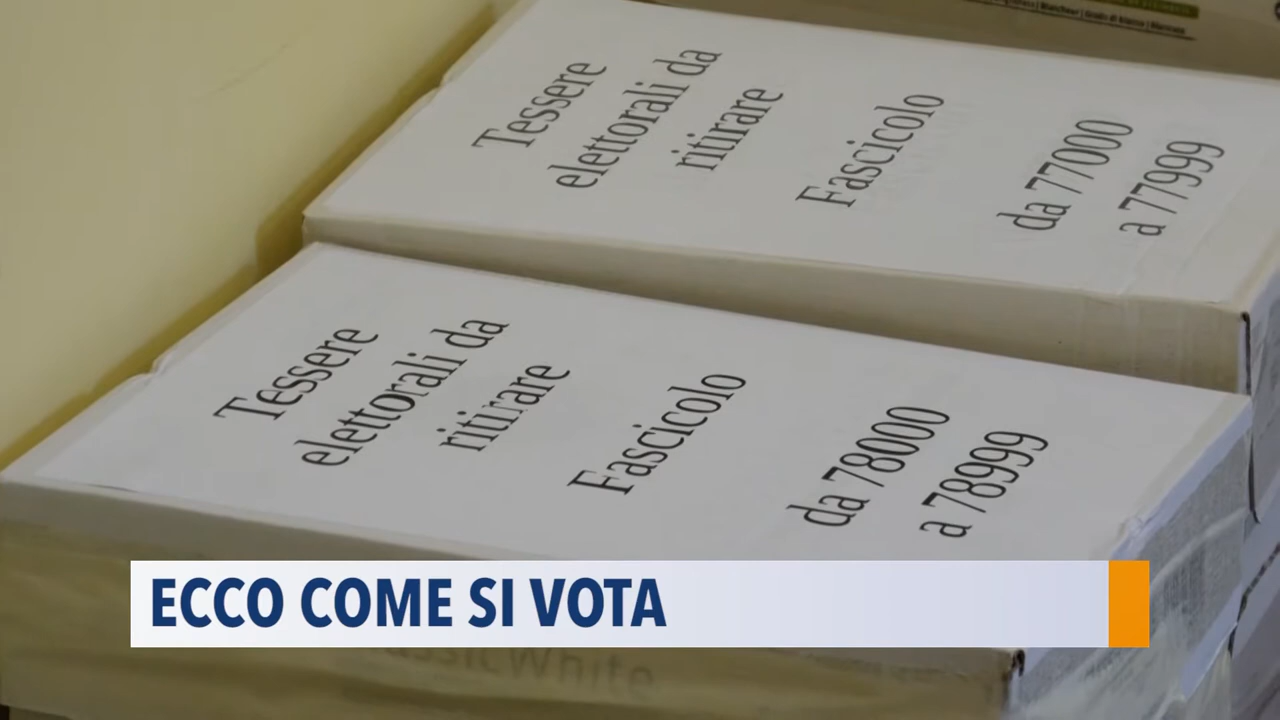 Tessere
elettorali da
ritirare
Fascicolo
da 77000
a 77999
Tessere
elettorali da
ritirare
Fascicolo
da 78000
a 78999
ECCO COME SI VOTA
ssicWhite